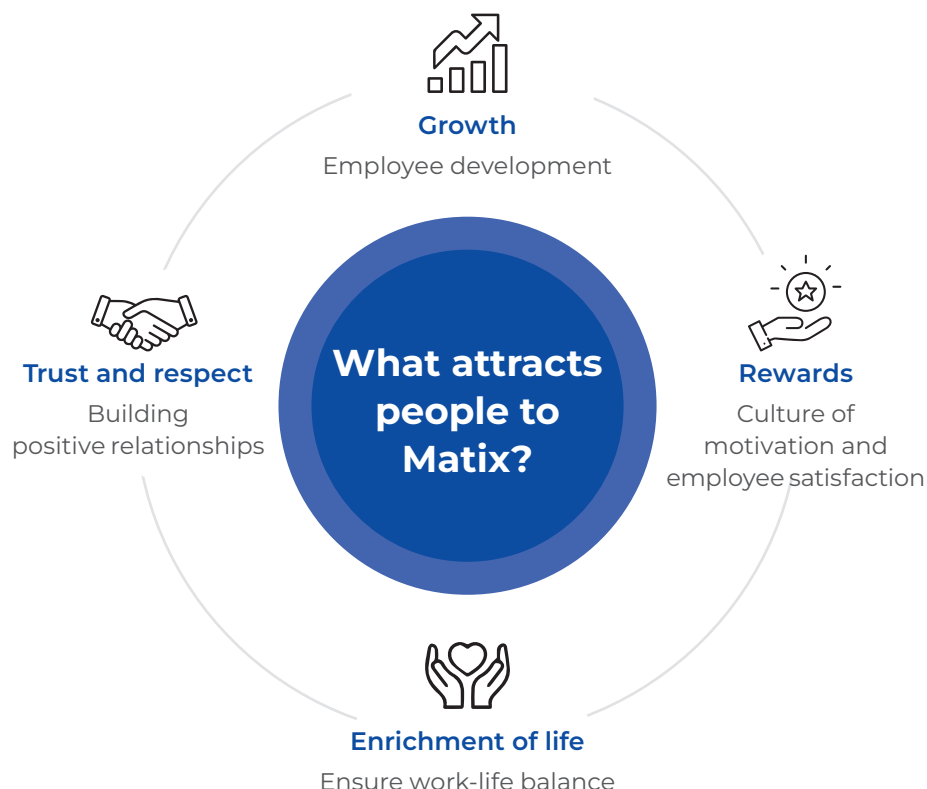 Growth
Employee development
What attracts
people to
Matix?
Trust and respect
Building
positive relationships
Rewards
Culture of
motivation and
employee satisfaction
Enrichment of life
Ensure work-life balance